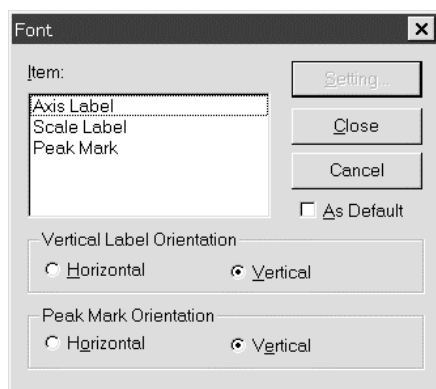 Font
Item:
Setting...
Axis Label
Scale Label
Peak Mark
Close
Cancel
As Default
Vertical Label Orientation
Horizontal
Vertical
Peak Mark Orientation
Horizontal
Vertical